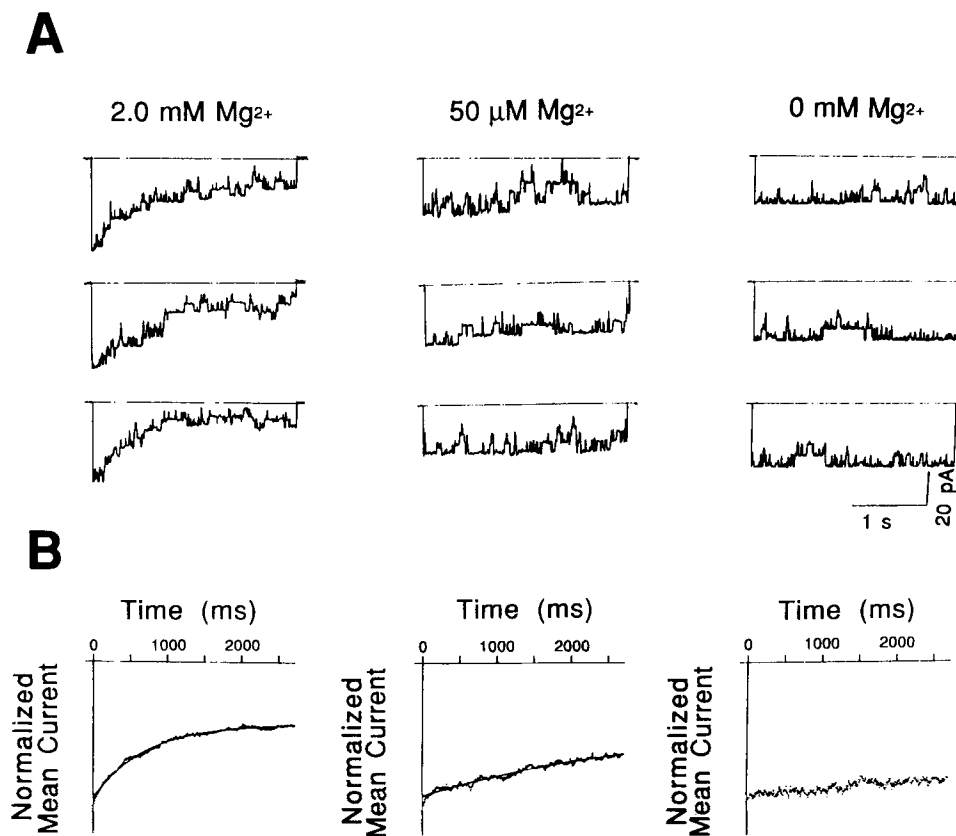 A
2.0 mM Mg2+
50 μM Mg2+
0 mM Mg2+
1 s
20 pA
B
Time (ms)
Time (ms)
Time (ms)
0 1000 2000
0 1000 2000
0 1000 2000
Normalized
Mean Current
Normalized
Mean Current
Normalized
Mean Current